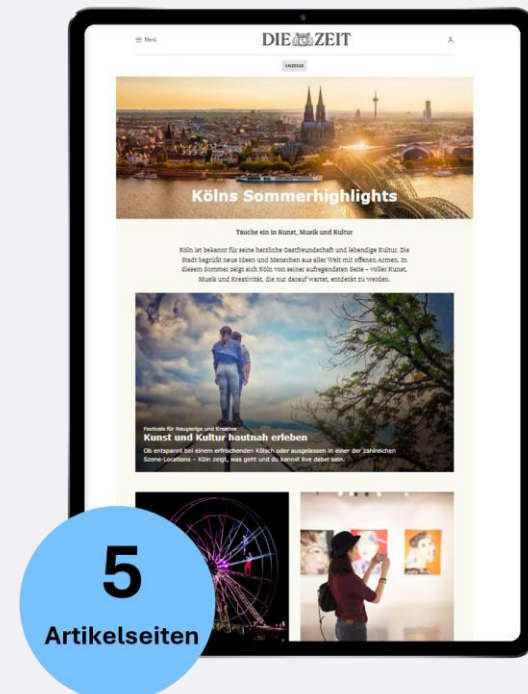 Menü
DIE ZEIT
ANZEIGE
Kölns Sommerhighlights
Tauche ein in Kunst, Musik und Kultur
Köln ist bekannt für seine herzliche Gastfreundschaft und lebendige Kultur. Die
Stadt begrüßt neue Ideen und Menschen aus aller Welt mit offenen Armen. In
diesem Sommer zeigt sich Köln von seiner aufregendsten Seite – voller Kunst,
Musik und Kreativität, die nur darauf wartet, entdeckt zu werden.
Festivals für Neugierige und Kreative
Kunst und Kultur hautnah erleben
Ob entspannt bei einem erfrischenden Kölsch oder ausgelassen in einer der zahlreichen
Szene-Locations – Köln zeigt, was geht und du kannst live dabei sein.
5
Artikelseiten